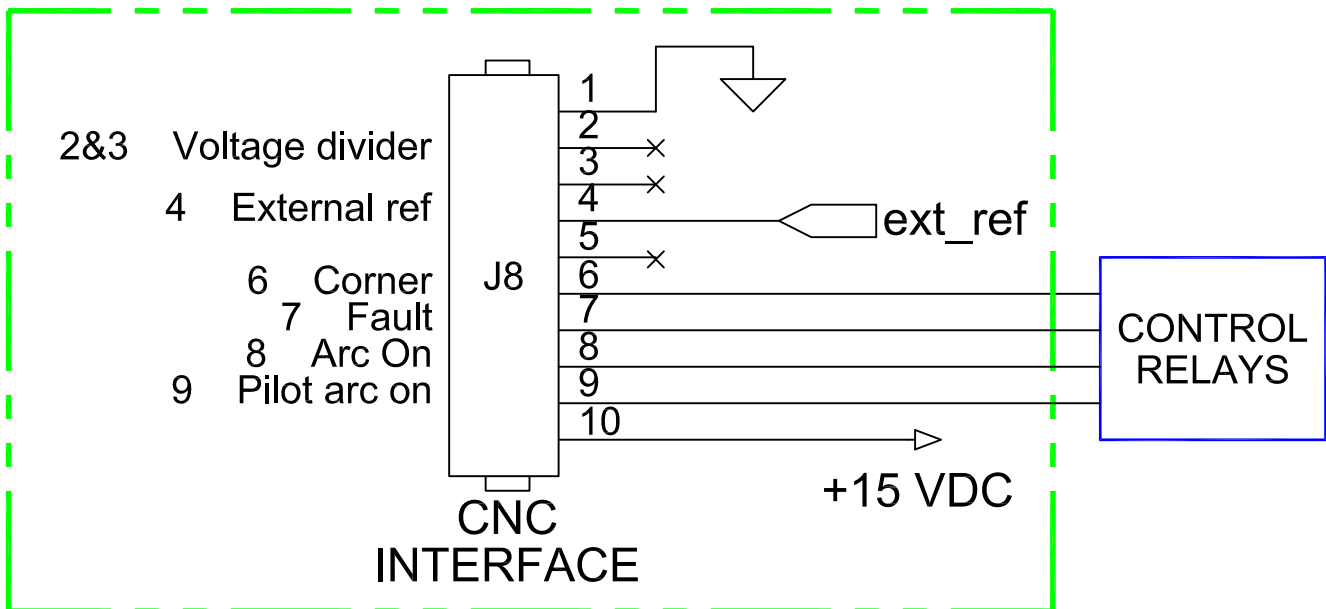 1
2
2&3 Voltage divider
3
4 External ref
4
ext_ref
5
6 Corner
J8
6
7 Fault
7
CONTROL
RELAYS
8 Arc On
8
9 Pilot arc on
9
10
+15 VDC
CNC
INTERFACE